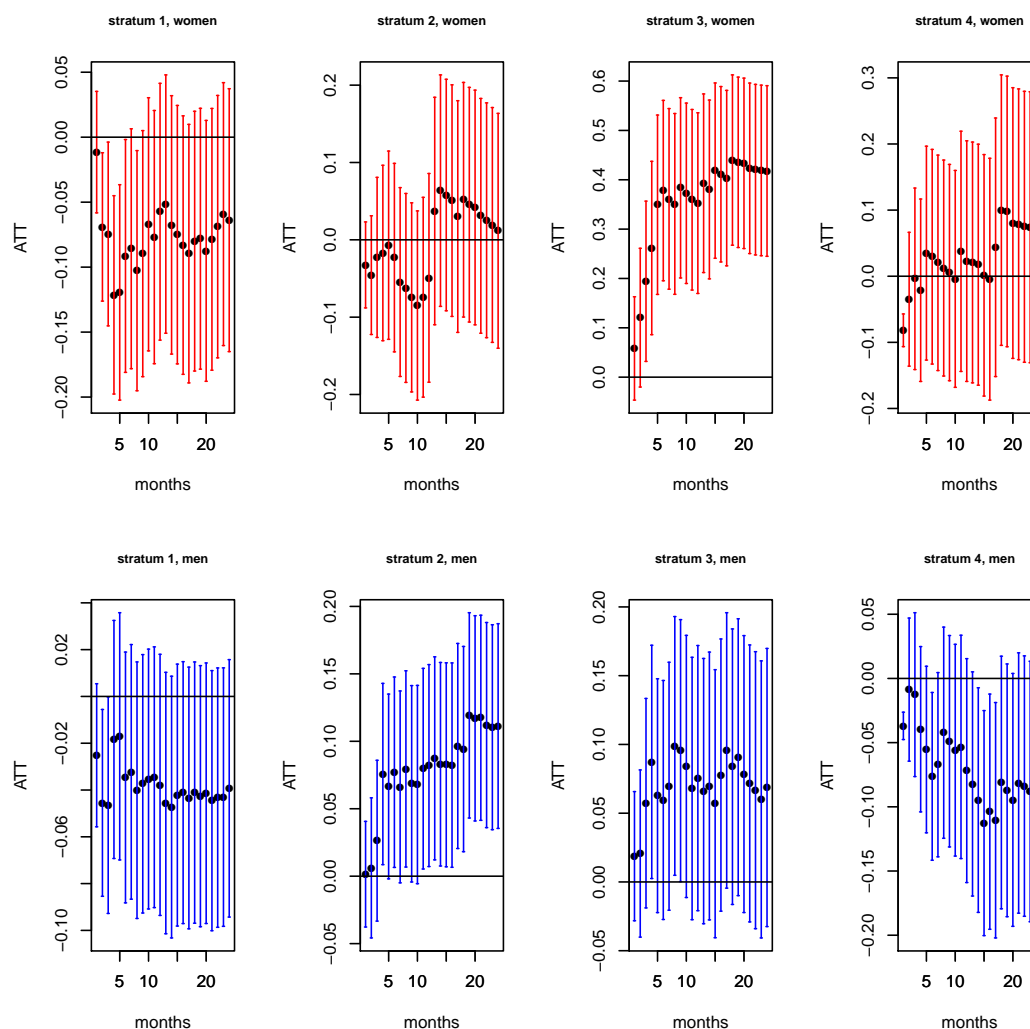 stratum 1, women
stratum 2, women
stratum 3, women
stratum 4, women
ATT
0.05
0.00
−0.05
−0.10
−0.15
−0.20
5 10 20
months
ATT
0.2
0.1
0.0
−0.1
−0.2
5 10 20
months
ATT
0.6
0.5
0.4
0.3
0.2
0.1
0.0
5 10 20
months
ATT
0.3
0.2
0.1
0.0
−0.1
−0.2
5 10 20
months
stratum 1, men
stratum 2, men
stratum 3, men
stratum 4, men
ATT
0.02
−0.02
−0.06
−0.10
5 10 20
months
ATT
0.20
0.15
0.10
0.05
0.00
−0.05
5 10 20
months
ATT
0.20
0.15
0.10
0.05
0.00
−0.05
5 10 20
months
ATT
0.05
0.00
−0.05
−0.10
−0.15
−0.20
5 10 20
months